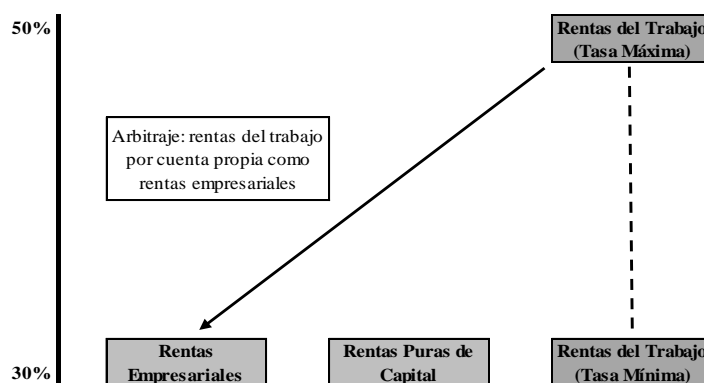 50%
Rentas del Trabajo
(Tasa Máxima)
Arbitraje: rentas del trabajo
por cuenta propia como
rentas empresariales
30%
Rentas
Empresariales
Rentas Puras de
Capital
Rentas del Trabajo
(Tasa Mínima)